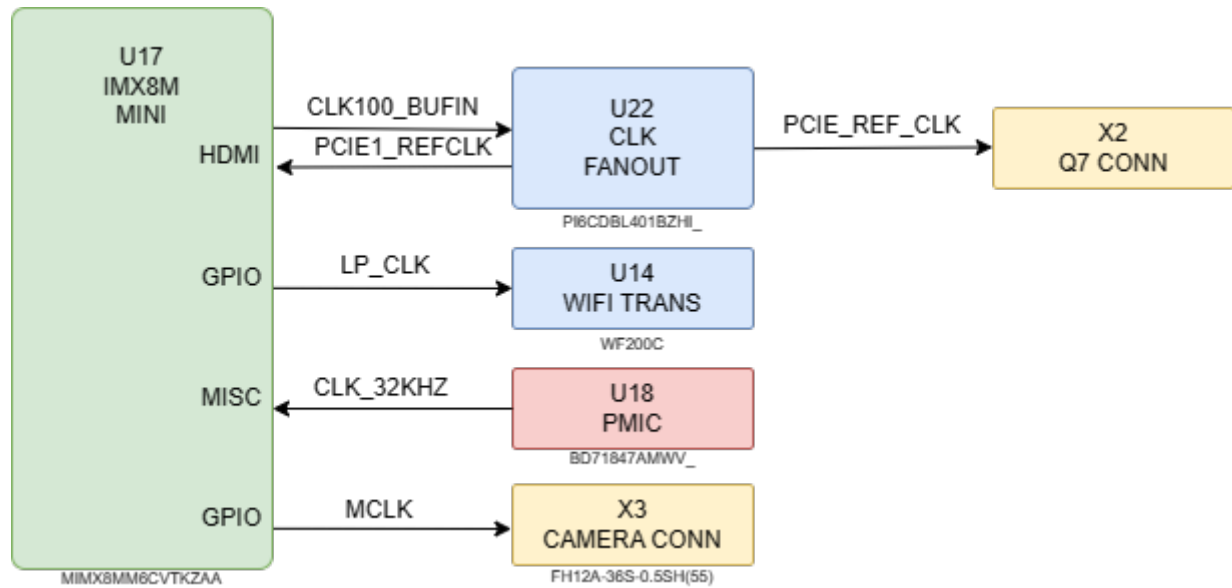 U17
IMX8M
MINI
HDMI
GPIO
MISC
GPIO
MIMX8MM6CVTKZAA
CLK100_BUFIN
PCIE1_REFCLK
LP_CLK
CLK_32KHZ
MCLK
U22
CLK
FANOUT
PI6CDBL401BZHI_
PCIE_REF_CLK
X2
Q7 CONN
U14
WIFI TRANS
WF200C
U18
PMIC
BD71847AMWV_
X3
CAMERA CONN
FH12A-36S-0.5SH(55)